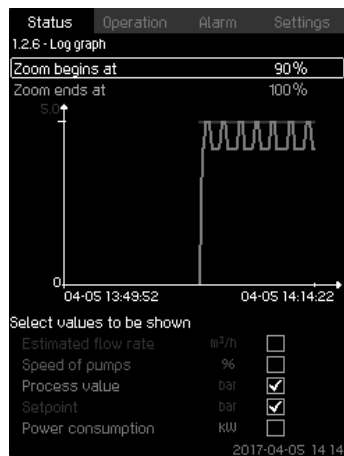 Status Operation Alarm Settings
1.2.6 - Log graph
Zoom begins at 90%
Zoom ends at 100%
5.0
0
04-05 13:49:52 04-05 14:14:22
Select values to be shown
Estimated flow rate m³/h
Speed of pumps %
Process value bar
Setpoint bar
Power consumption kW
2017-04-05 14:14